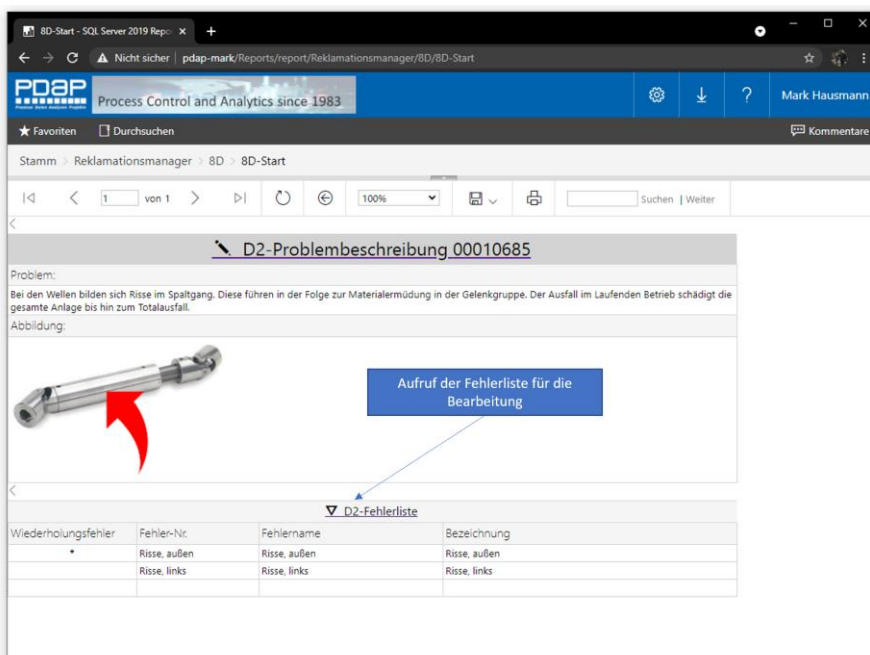 8D-Start - SQL Server 2019 Repo
Nicht sicher | pdap-mark/Reports/report/Reklamationsmanager/8D/8D-Start
PDAP
Process Control and Analytics since 1983
? Mark Hausmann
Favoriten Durchsuchen Kommentare
Stamm > Reklamationsmanager > 8D > 8D-Start
1 von 1 100% Suchen | Weiter
D2-Problembeschreibung 00010685
Problem:
Bei den Wellen bilden sich Risse im Spaltgang. Diese führen in der Folge zur Materialermüdung in der Gelenkgruppe. Der Ausfall im Laufenden Betrieb schädigt die
gesamte Anlage bis hin zum Totalausfall.
Abbildung:
Aufruf der Fehlerliste für die
Bearbeitung
D2-Fehlerliste
Wiederholungsfehler Fehler-Nr. Fehlername Bezeichnung
* Risse, außen Risse, außen Risse, außen
Risse, links Risse, links Risse, links